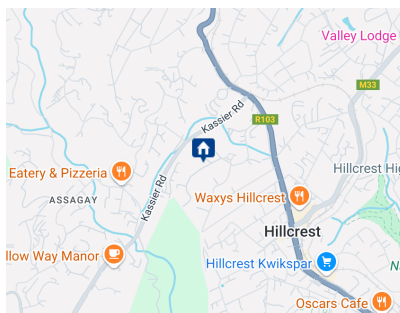 Valley Lodge
M33
Kassier Rd
R103
Hillcrest Hig
Eatery & Pizzeria
ASSAGAY
Kassier Rd
Waxys Hillcrest
Hillcrest
llow Way Manor
Hillcrest Kwikspar
N
Oscars Cafe